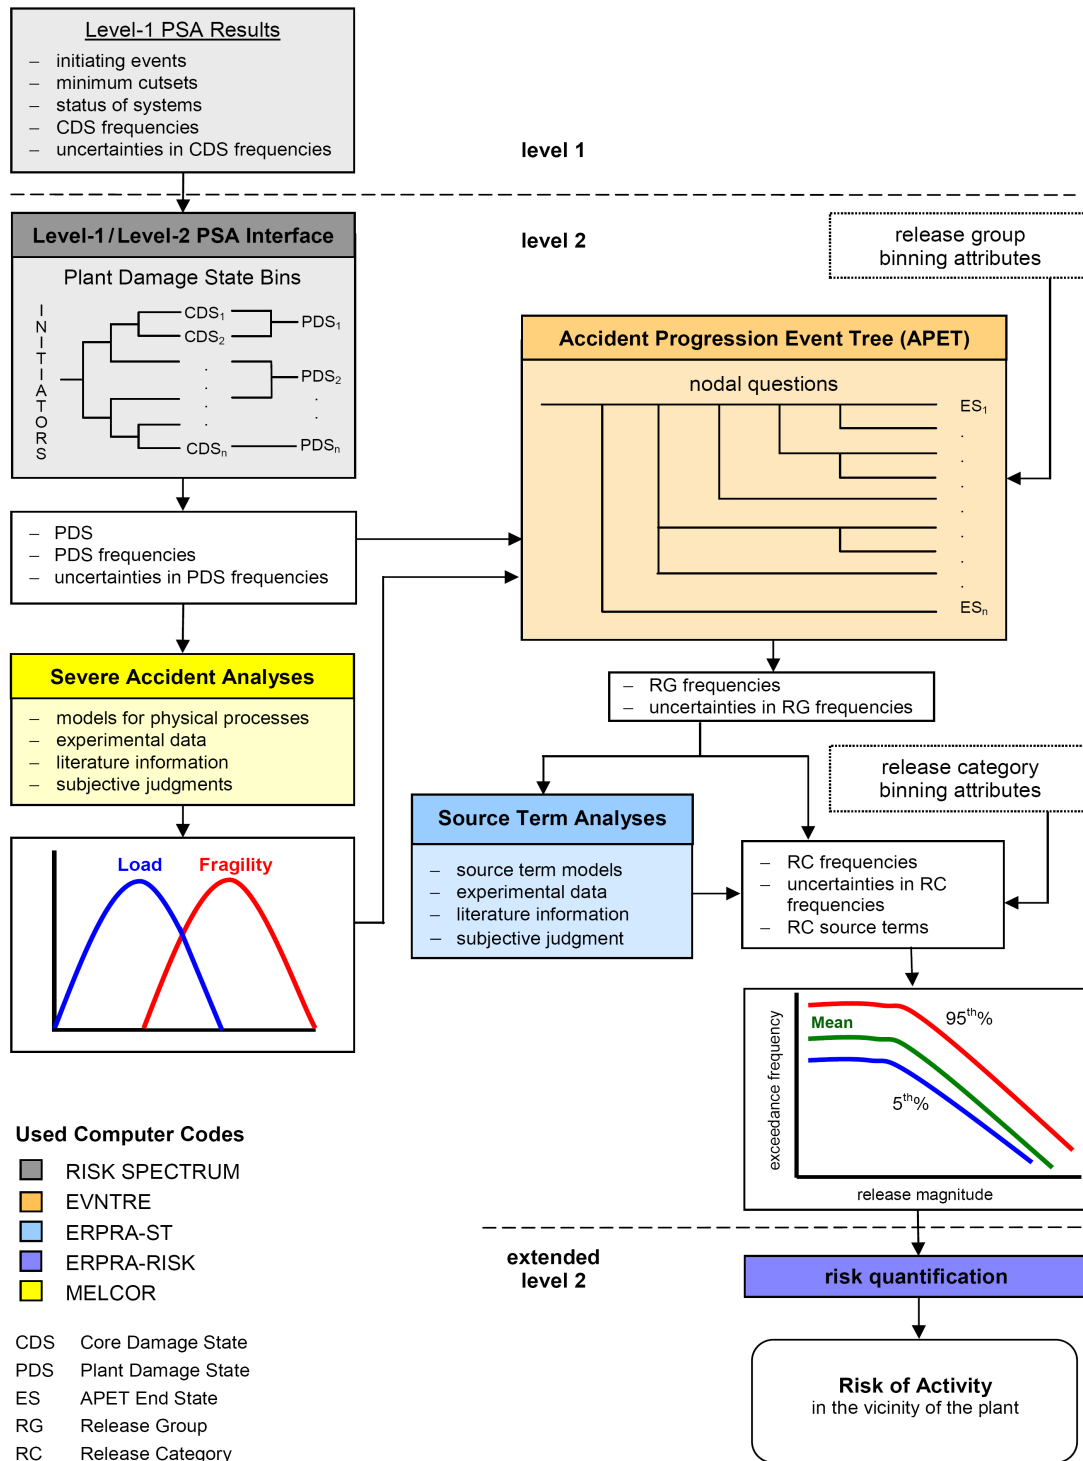 Level-1 PSA Results
– initiating events
– minimum cutsets
– status of systems
– CDS frequencies
– uncertainties in CDS frequencies
level 1
Level-1/Level-2 PSA Interface
level 2
release group
binning attributes
Plant Damage State Bins
INITIATORS
CDS1
CDS2
.
.
.
.
CDSn
PDS1
PDS2
.
.
PDSn
Accident Progression Event Tree (APET)
nodal questions
ES1
.
.
.
.
.
.
.
ESn
– PDS
– PDS frequencies
– uncertainties in PDS frequencies
Severe Accident Analyses
– models for physical processes
– experimental data
– literature information
– subjective judgments
– RG frequencies
– uncertainties in RG frequencies
release category
binning attributes
Load
Fragility
Source Term Analyses
– source term models
– experimental data
– literature information
– subjective judgment
– RC frequencies
– uncertainties in RC
frequencies
– RC source terms
exceedance frequency
Mean
95th%
5th%
release magnitude
Used Computer Codes
RISK SPECTRUM
EVNTRE
ERPRA-ST
ERPRA-RISK
MELCOR
extended
level 2
risk quantification
CDS Core Damage State
PDS Plant Damage State
ES APET End State
RG Release Group
RC Release Category
Risk of Activity
in the vicinity of the plant